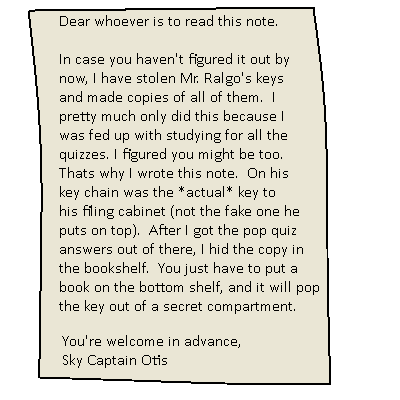 Dear whoever is to read this note.
In case you haven't figured it out by
now, I have stolen Mr. Ralgo's keys
and made copies of all of them.  I
pretty much only did this because I
was fed up with studying for all the
quizzes. I figured you might be too.
Thats why I wrote this note.  On his
key chain was the *actual* key to
his filing cabinet (not the fake one he
puts on top).  After I got the pop quiz
answers out of there, I hid the copy in
the bookshelf.  You just have to put a
book on the bottom shelf, and it will pop
the key out of a secret compartment.
You're welcome in advance,
Sky Captain Otis